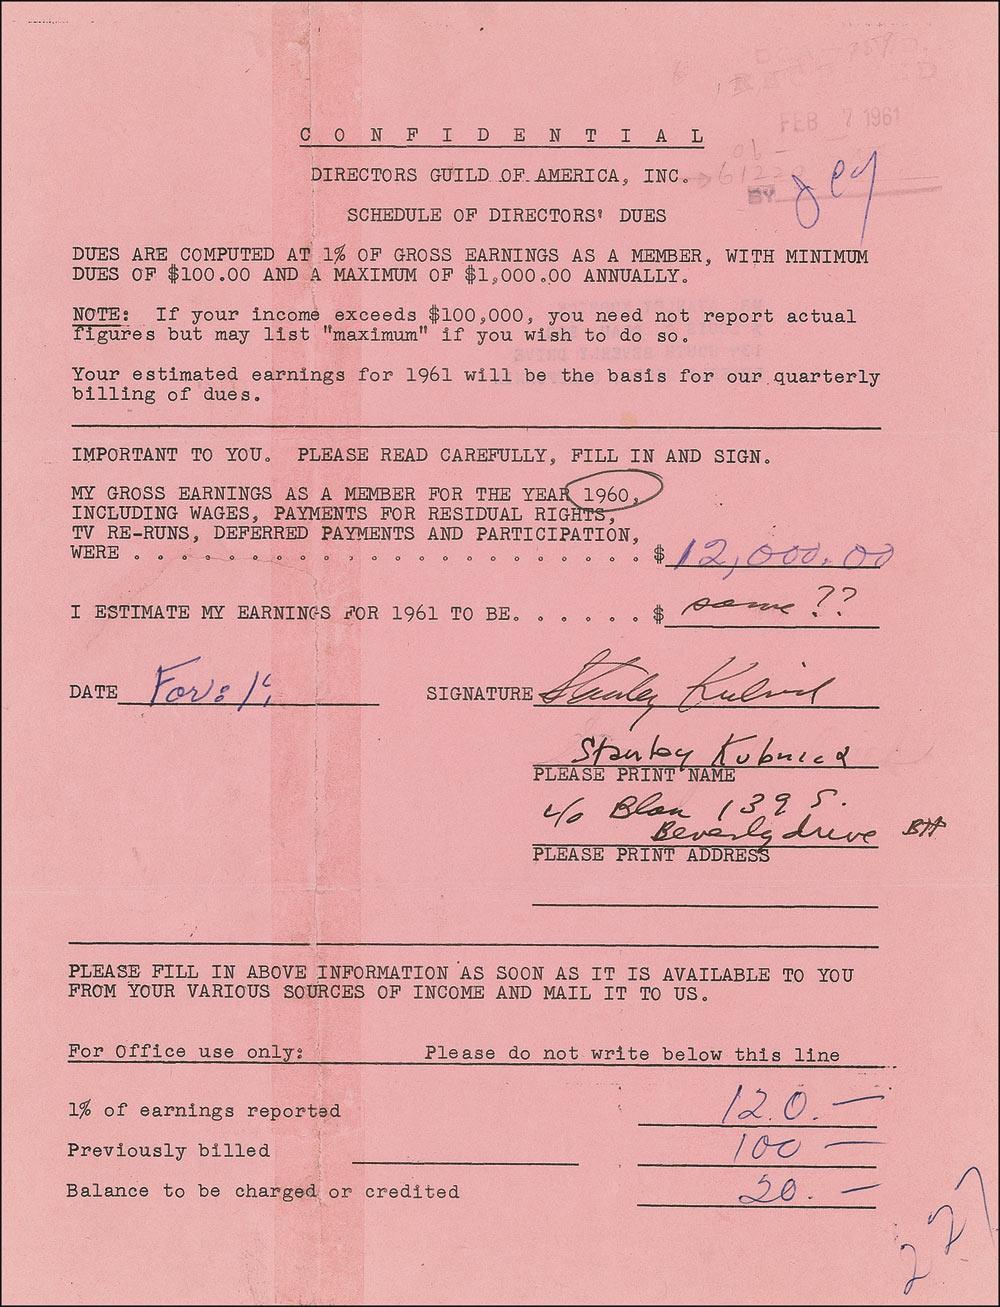 FEB 7 1961
BY
C O N F I D E N T I A L
DIRECTORS GUILD OF AMERICA, INC.
SCHEDULE OF DIRECTORS' DUES
DUES ARE COMPUTED AT 1% OF GROSS EARNINGS AS A MEMBER, WITH MINIMUM
DUES OF $100.00 AND A MAXIMUM OF $1,000.00 ANNUALLY.
NOTE: If your income exceeds $100,000, you need not report actual
figures but may list "maximum" if you wish to do so.
Your estimated earnings for 1961 will be the basis for our quarterly
billing of dues.
IMPORTANT TO YOU. PLEASE READ CAREFULLY, FILL IN AND SIGN.
MY GROSS EARNINGS AS A MEMBER FOR THE YEAR 1960,
INCLUDING WAGES, PAYMENTS FOR RESIDUAL RIGHTS,
TV RE-RUNS, DEFERRED PAYMENTS AND PARTICIPATION,
WERE . . . . . . . . . . . . . . . . . . . . . . $ 12,000.00
I ESTIMATE MY EARNINGS FOR 1961 TO BE. . . . . . $ same ??
DATE SIGNATURE Stanley Kubrick
Stanley Kubrick
PLEASE PRINT NAME
c/o Blau 139 S.
Beverly drive BH
PLEASE PRINT ADDRESS
PLEASE FILL IN ABOVE INFORMATION AS SOON AS IT IS AVAILABLE TO YOU
FROM YOUR VARIOUS SOURCES OF INCOME AND MAIL IT TO US.
For Office use only: Please do not write below this line
1% of earnings reported 120.—
Previously billed 100 —
Balance to be charged or credited 20. —
227